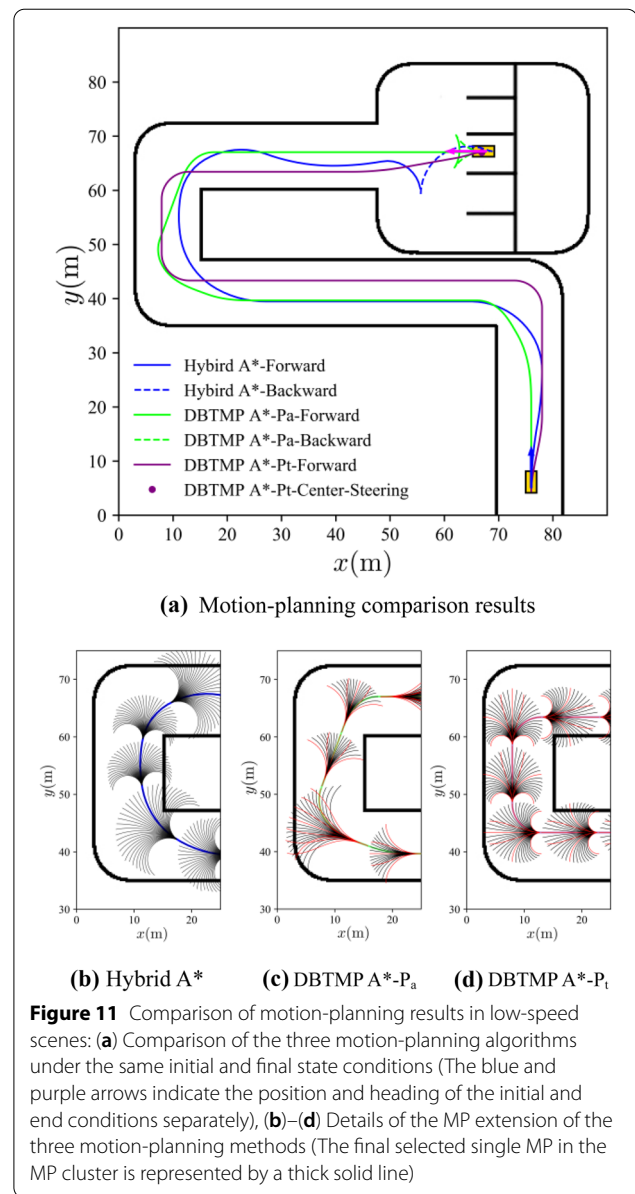 80
70
60
50
40
30
20
10
0
y(m)
Hybird A*-Forward
Hybird A*-Backward
DBTMP A*-Pa-Forward
DBTMP A*-Pa-Backward
DBTMP A*-Pt-Forward
DBTMP A*-Pt-Center-Steering
0 10 20 30 40 50 60 70 80
x(m)
(a) Motion-planning comparison results
70
60
50
40
30
y(m)
0 10 20
x(m)
70
60
50
40
30
y(m)
0 10 20
x(m)
70
60
50
40
30
y(m)
0 10 20
x(m)
(b) Hybrid A* (c) DBTMP A*-Pa (d) DBTMP A*-Pt
Figure 11 Comparison of motion-planning results in low-speed
scenes: (a) Comparison of the three motion-planning algorithms
under the same initial and final state conditions (The blue and
purple arrows indicate the position and heading of the initial and
end conditions separately), (b)–(d) Details of the MP extension of the
three motion-planning methods (The final selected single MP in the
MP cluster is represented by a thick solid line)